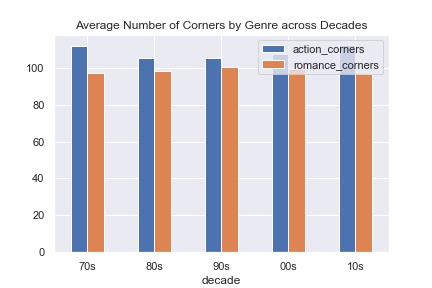 Average Number of Corners by Genre across Decades
action_corners
romance_corners
100
80
60
40
20
0
70s 80s 90s 00s 10s
decade